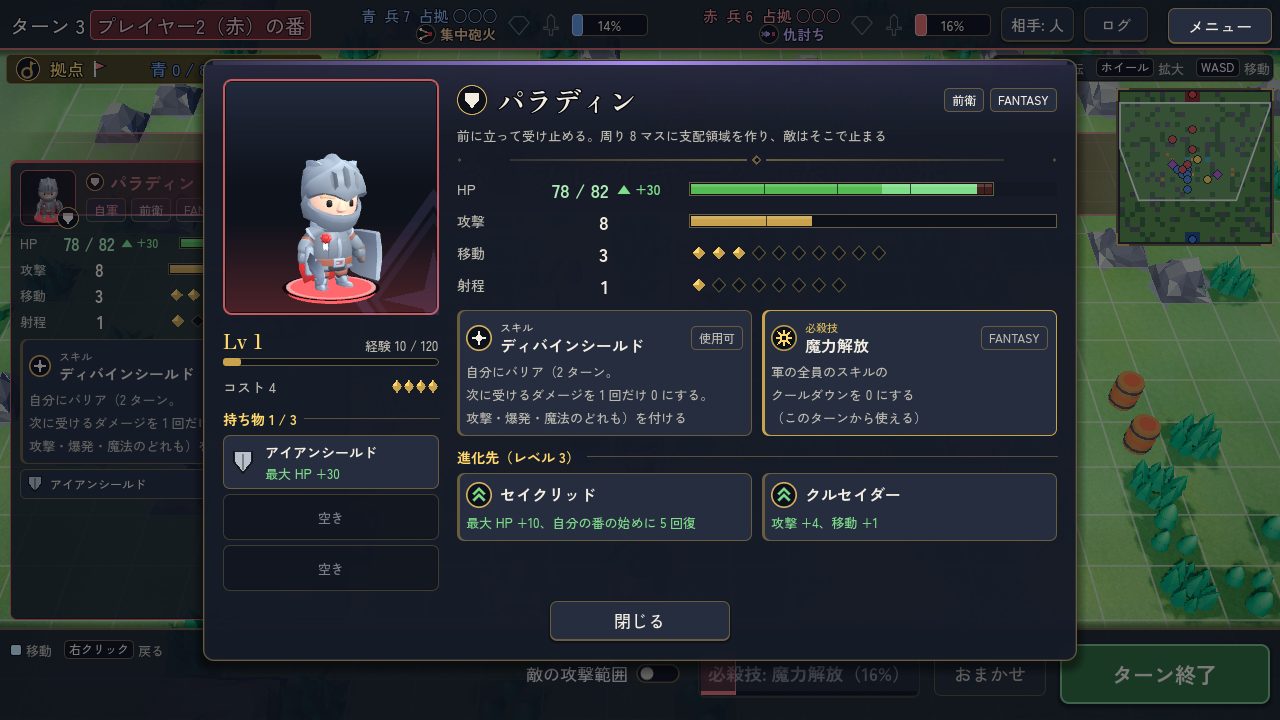 ターン 3 プレイヤー2（赤）の番
青 兵 7 占拠 〇〇〇
集中砲火
14%
赤 兵 6 占拠 〇〇〇
仇討ち
16%
相手: 人
ログ
メニュー
拠点
青 0 /
ホイール 拡大 WASD 移動
パラディン
自軍 前衛
HP 78 / 82 +30
攻撃 8
移動 3
射程 1
スキル
ディバインシールド
自分にバリア（2 ターン。
次に受けるダメージを 1 回だけ
攻撃・爆発・魔法のどれも）
アイアンシールド
パラディン
前衛 FANTASY
前に立って受け止める。周り 8 マスに支配領域を作り、敵はそこで止まる
HP 78 / 82 +30
攻撃 8
移動 3
射程 1
Lv 1
経験 10 / 120
コスト 4
持ち物 1 / 3
アイアンシールド
最大 HP +30
空き
空き
スキル
ディバインシールド
使用可
自分にバリア（2 ターン。
次に受けるダメージを 1 回だけ 0 にする。
攻撃・爆発・魔法のどれも）を付ける
必殺技
魔力解放
FANTASY
軍の全員のスキルの
クールダウンを 0 にする
（このターンから使える）
進化先（レベル 3）
セイクリッド
最大 HP +10、自分の番の始めに 5 回復
クルセイダー
攻撃 +4、移動 +1
閉じる
移動 右クリック 戻る
敵の攻撃範囲
必殺技: 魔力解放（16%）
おまかせ
ターン終了